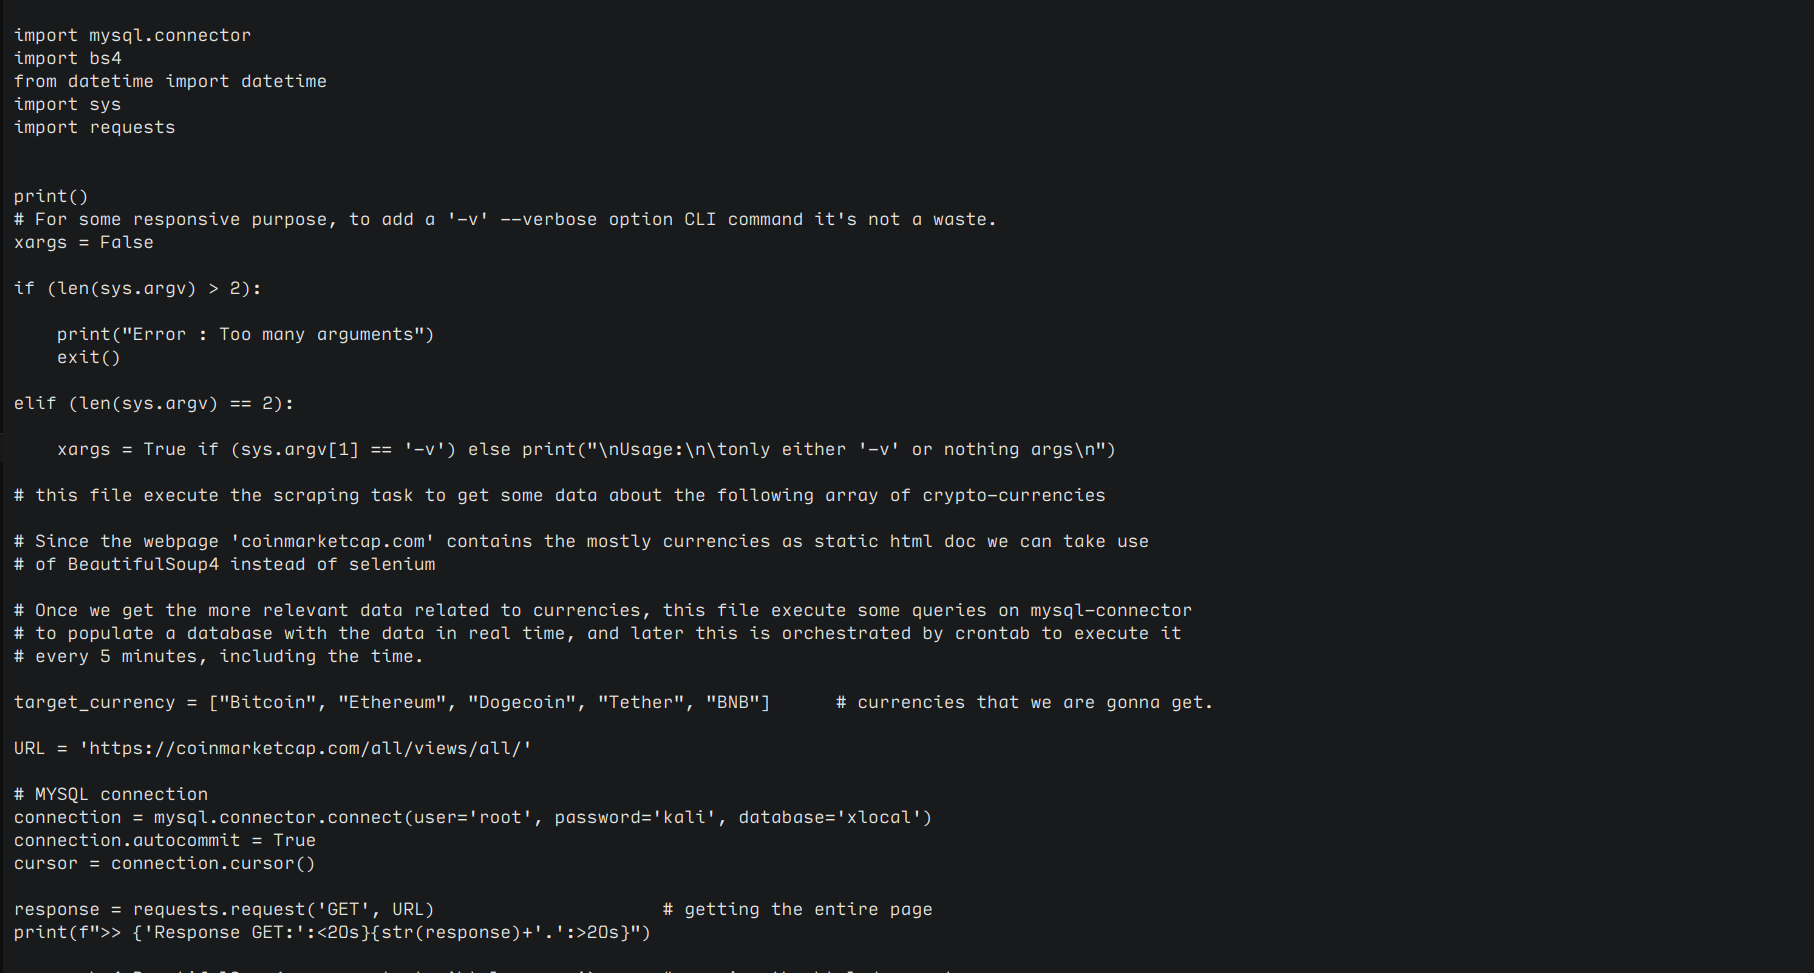 import mysql.connector
import bs4
from datetime import datetime
import sys
import requests
print()
# For some responsive purpose, to add a '-v' --verbose option CLI command it's not a waste.
xargs = False
if (len(sys.argv) > 2):
print("Error : Too many arguments")
exit()
elif (len(sys.argv) == 2):
xargs = True if (sys.argv[1] == '-v') else print("\nUsage:\n\tonly either '-v' or nothing args\n")
# this file execute the scraping task to get some data about the following array of crypto-currencies
# Since the webpage 'coinmarketcap.com' contains the mostly currencies as static html doc we can take use
# of BeautifulSoup4 instead of selenium
# Once we get the more relevant data related to currencies, this file execute some queries on mysql-connector
# to populate a database with the data in real time, and later this is orchestrated by crontab to execute it
# every 5 minutes, including the time.
target_currency = ["Bitcoin", "Ethereum", "Dogecoin", "Tether", "BNB"]      # currencies that we are gonna get.
URL = 'https://coinmarketcap.com/all/views/all/'
# MYSQL connection
connection = mysql.connector.connect(user='root', password='kali', database='xlocal')
connection.autocommit = True
cursor = connection.cursor()
response = requests.request('GET', URL)                     # getting the entire page
print(f">> {'Response GET:':<20s}{str(response)+'.':>20s}")